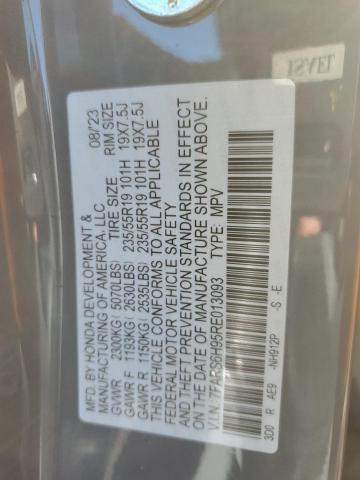 MFD. BY HONDA DEVELOPMENT & 08/'23
MANUFACTURING OF AMERICA, LLC
TIRE SIZE RIM SIZE
GVWR 2300KG( 5070LBS) 235/55R19 101H 19X7.5J
GAWR F 1193KG( 2630LBS) 235/55R19 101H 19X7.5J
GAWR R 1150KG( 2535LBS)
THIS VEHICLE CONFORMS TO ALL APPLICABLE
FEDERAL MOTOR VEHICLE SAFETY
AND THEFT PREVENTION STANDARDS IN EFFECT
ON THE DATE OF MANUFACTURE SHOWN ABOVE.
V.I.N. :7FARS6H95RE013093 TYPE: MPV
3D0 R AE9 -NH912P -S -E